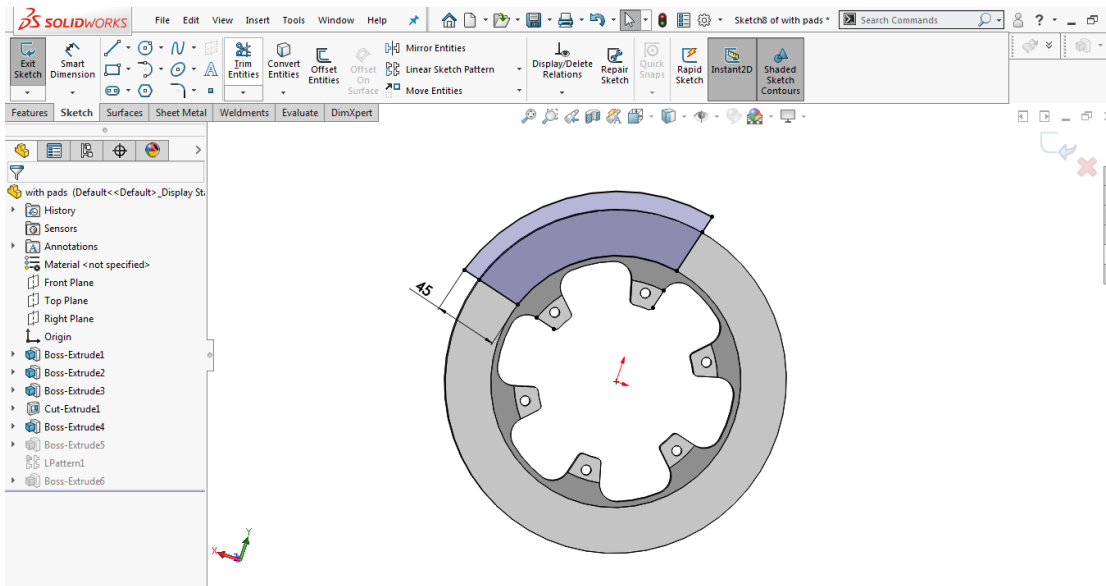 SOLIDWORKS File Edit View Insert Tools Window Help Sketch8 of with pads * Search Commands ?
Exit Sketch
Smart Dimension
Trim Entities
Convert Entities
Offset Entities
Offset On Surface
Mirror Entities
Linear Sketch Pattern
Move Entities
Display/Delete Relations
Repair Sketch
Quick Snaps
Rapid Sketch
Instant2D
Shaded Sketch Contours
Features Sketch Surfaces Sheet Metal Weldments Evaluate DimXpert
with pads (Default<<Default>_Display Sta
History
Sensors
Annotations
Material <not specified>
Front Plane
Top Plane
Right Plane
Origin
Boss-Extrude1
Boss-Extrude2
Boss-Extrude3
Cut-Extrude1
Boss-Extrude4
Boss-Extrude5
LPattern1
Boss-Extrude6
45
Y
X